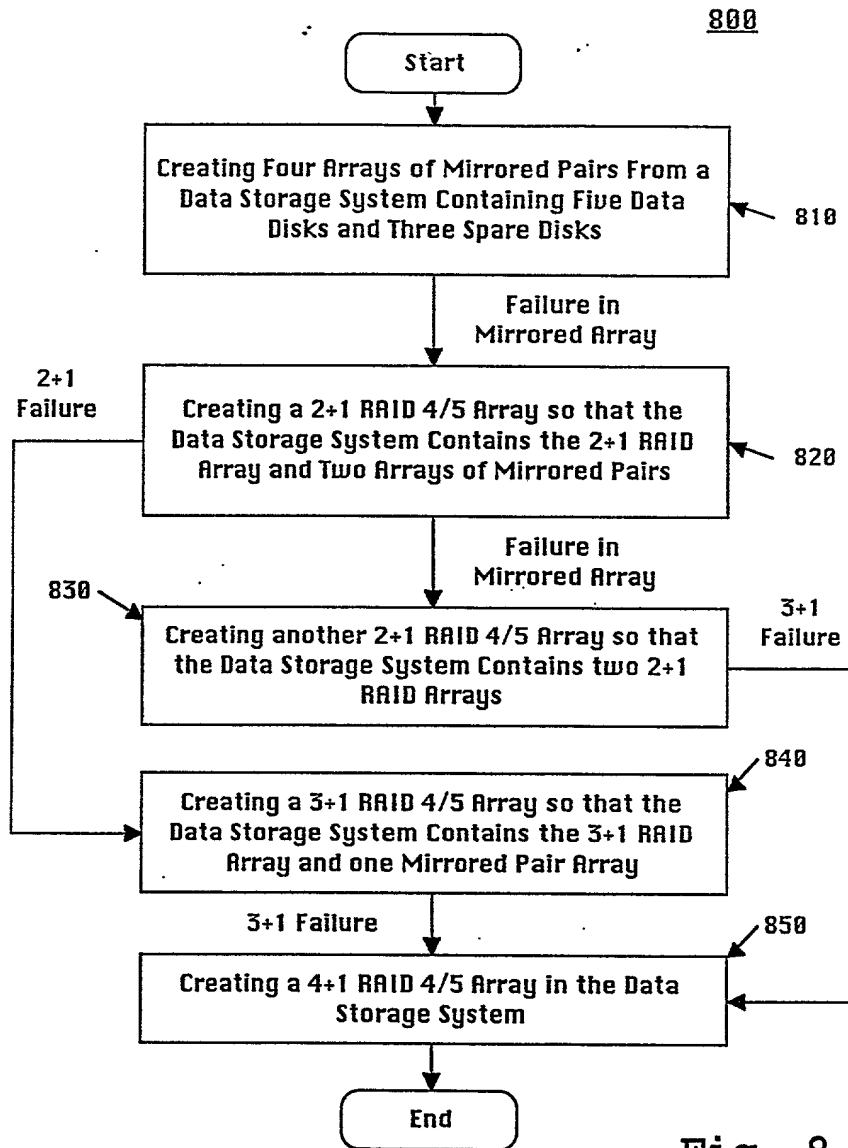 800
Start
Creating Four Arrays of Mirrored Pairs From a
Data Storage System Containing Five Data
Disks and Three Spare Disks
810
Failure in
Mirrored Array
2+1
Failure
Creating a 2+1 RAID 4/5 Array so that the
Data Storage System Contains the 2+1 RAID
Array and Two Arrays of Mirrored Pairs
820
Failure in
Mirrored Array
830
3+1
Failure
Creating another 2+1 RAID 4/5 Array so that
the Data Storage System Contains two 2+1
RAID Arrays
840
Creating a 3+1 RAID 4/5 Array so that the
Data Storage System Contains the 3+1 RAID
Array and one Mirrored Pair Array
3+1 Failure
850
Creating a 4+1 RAID 4/5 Array in the Data
Storage System
End
Fig. 8